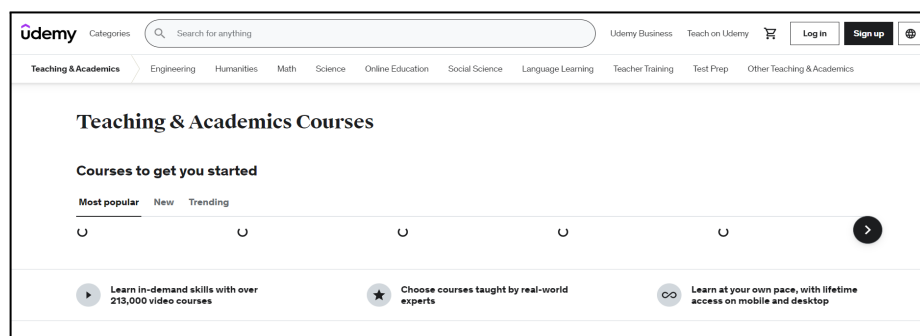 ûdemy Categories Search for anything Udemy Business Teach on Udemy Log in Sign up
Teaching & Academics Engineering Humanities Math Science Online Education Social Science Language Learning Teacher Training Test Prep Other Teaching & Academics
Teaching & Academics Courses
Courses to get you started
Most popular New Trending
Learn in-demand skills with over
213,000 video courses
Choose courses taught by real-world
experts
Learn at your own pace, with lifetime
access on mobile and desktop